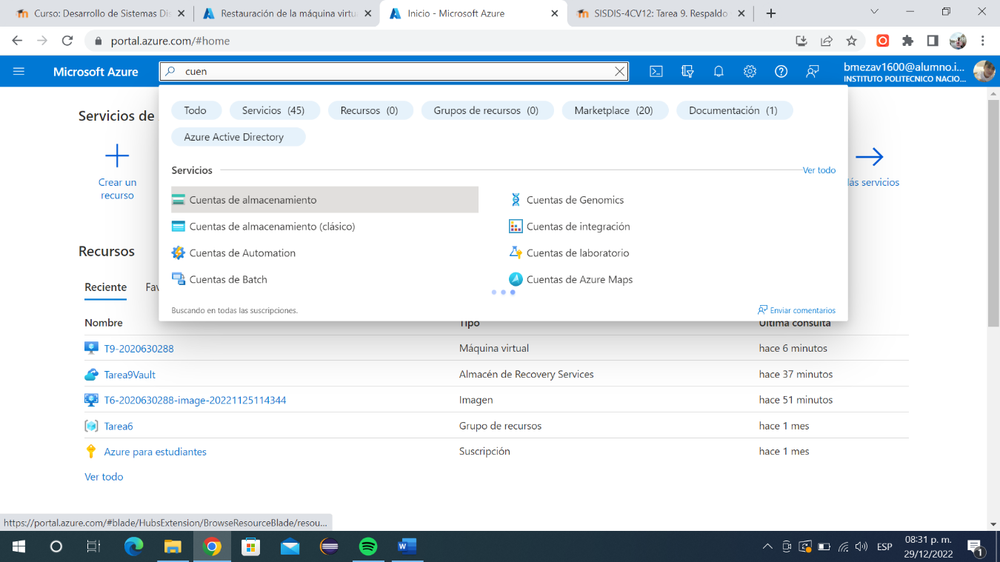 Curso: Desarrollo de Sistemas Dis
Restauración de la máquina virtu
Inicio - Microsoft Azure
SISDIS-4CV12: Tarea 9. Respaldo
portal.azure.com/#home
Microsoft Azure
cuen
bmezav1600@alumno.i...
INSTITUTO POLITECNICO NACIO...
Todo
Servicios (45)
Recursos (0)
Grupos de recursos (0)
Marketplace (20)
Documentación (1)
Azure Active Directory
Servicios de
Crear un
recurso
ás servicios
Servicios
Ver todo
Cuentas de almacenamiento
Cuentas de Genomics
Cuentas de almacenamiento (clásico)
Cuentas de integración
Cuentas de Automation
Cuentas de laboratorio
Cuentas de Batch
Cuentas de Azure Maps
Buscando en todas las suscripciones.
Enviar comentarios
Recursos
Reciente
Fav
Nombre
Tipo
Última consulta
T9-2020630288
Máquina virtual
hace 6 minutos
Tarea9Vault
Almacén de Recovery Services
hace 37 minutos
T6-2020630288-image-20221125114344
Imagen
hace 51 minutos
Tarea6
Grupo de recursos
hace 1 mes
Azure para estudiantes
Suscripción
hace 1 mes
Ver todo
https://portal.azure.com/#blade/HubsExtension/BrowseResourceBlade/resou...
ESP
08:31 p. m.
29/12/2022
1